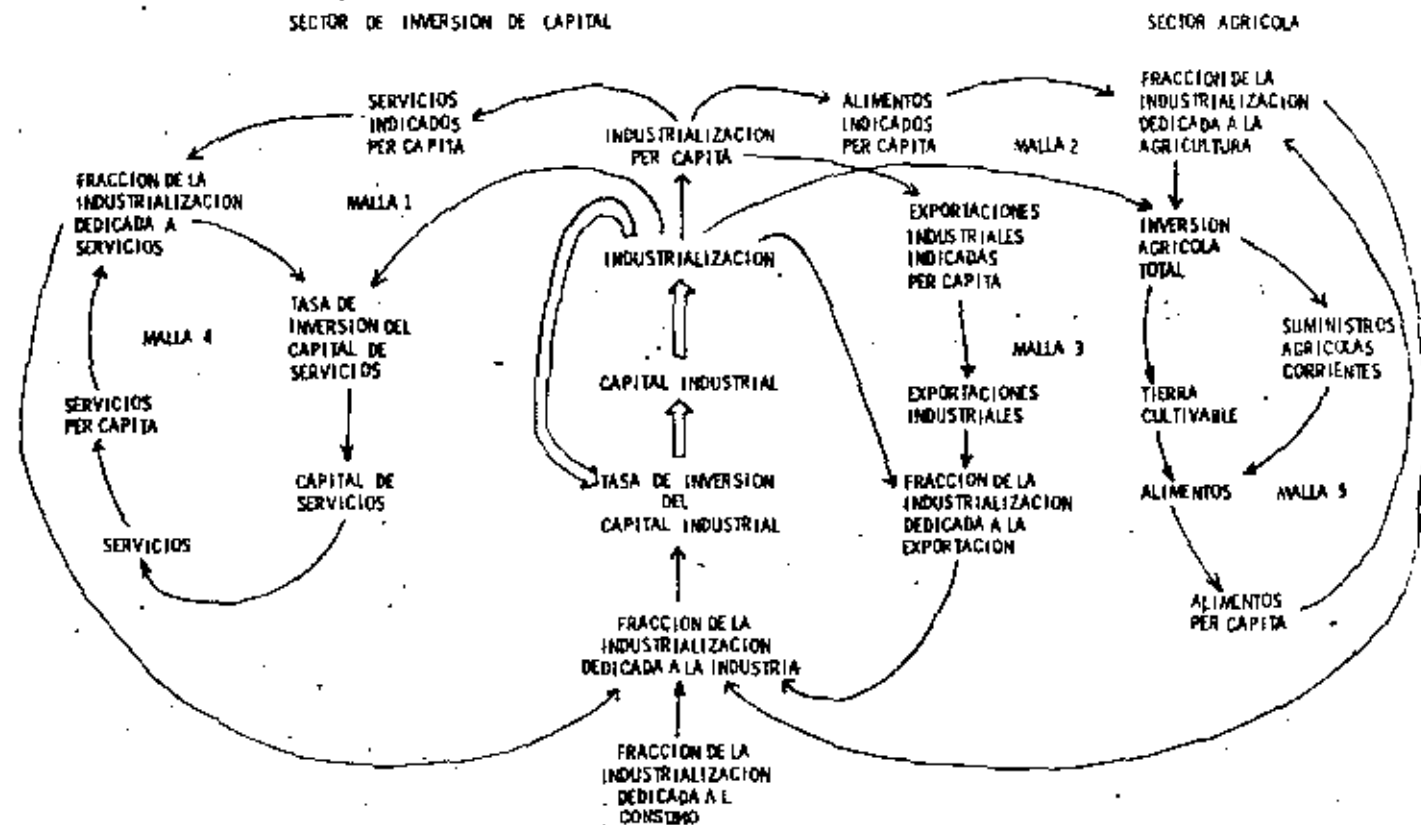 SECTOR DE INVERSION DE CAPITAL
SECTOR AGRICOLA
SERVICIOS
INDICADOS
PER CAPITA
INDUSTRIALIZACION
PER CAPITA
ALIMENTOS
INDICADOS
PER CAPITA
MALLA 2
FRACCION DE LA
INDUSTRIALIZACION
DEDICADA A LA
AGRICULTURA
FRACCION DE LA
INDUSTRIALIZACION
DEDICADA A
SERVICIOS
MALLA 1
INDUSTRIALIZACION
EXPORTACIONES
INDUSTRIALES
INDICADAS
PER CAPITA
INVERSION
AGRICOLA
TOTAL
TASA DE
INVERSION DEL
CAPITAL DE
SERVICIOS
MALLA 4
CAPITAL INDUSTRIAL
MALLA 3
SUMINISTROS
AGRICOLAS
CORRIENTES
SERVICIOS
PER CAPITA
EXPORTACIONES
INDUSTRIALES
TIERRA
CULTIVABLE
CAPITAL DE
SERVICIOS
TASA DE INVERSION
DEL
CAPITAL INDUSTRIAL
FRACCION DE LA
INDUSTRIALIZACION
DEDICADA A LA
EXPORTACION
ALIMENTOS
MALLA 5
SERVICIOS
ALIMENTOS
PER CAPITA
FRACCION DE LA
INDUSTRIALIZACION
DEDICADA A LA INDUSTRIA
FRACCION DE LA
INDUSTRIALIZACION
DEDICADA A L
CONSUMO